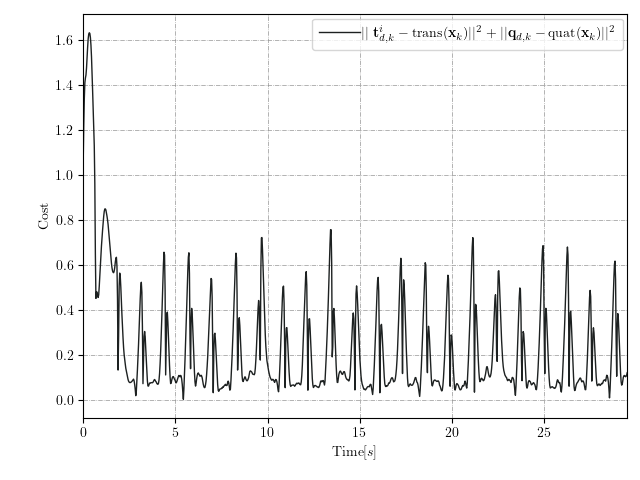 || t^i_{d,k} − trans(x_k)||² + ||q_{d,k} − quat(x_k)||²
1.6
1.4
1.2
1.0
0.8
0.6
0.4
0.2
0.0
Cost
0 5 10 15 20 25
Time[s]